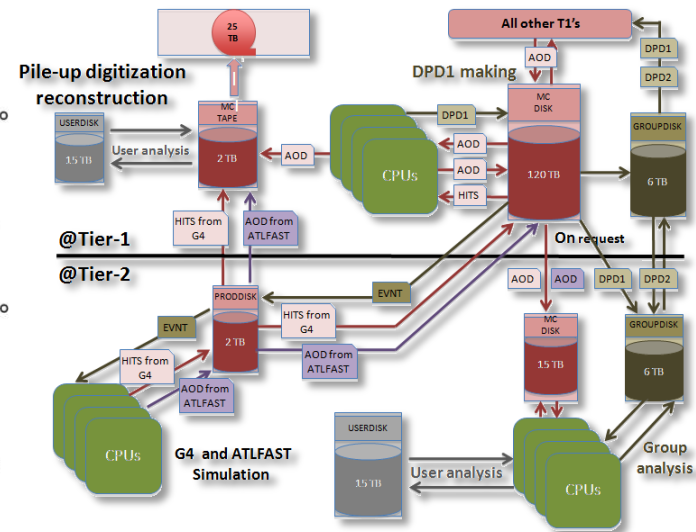 25
TB
All other T1's
AOD
DPD1
DPD2
Pile-up digitization
reconstruction
DPD1 making
MC
DISK
MC
TAPE
USERDISK
DPD1
GROUPDISK
User analysis
15 TB
2 TB
AOD
CPUs
AOD
AOD
HITS
120 TB
6 TB
HITS from
G4
AOD from
ATLFAST
@Tier-1
On request
@Tier-2
AOD
AOD
DPD1
DPD2
PRODDISK
EVNT
EVNT
HITS from
G4
MC
DISK
GROUPDISK
2 TB
HITS from
G4
AOD from
ATLFAST
AOD from
ATLFAST
15 TB
6 TB
CPUs
G4 and ATLFAST
Simulation
USERDISK
User analysis
15 TB
CPUs
Group
analysis